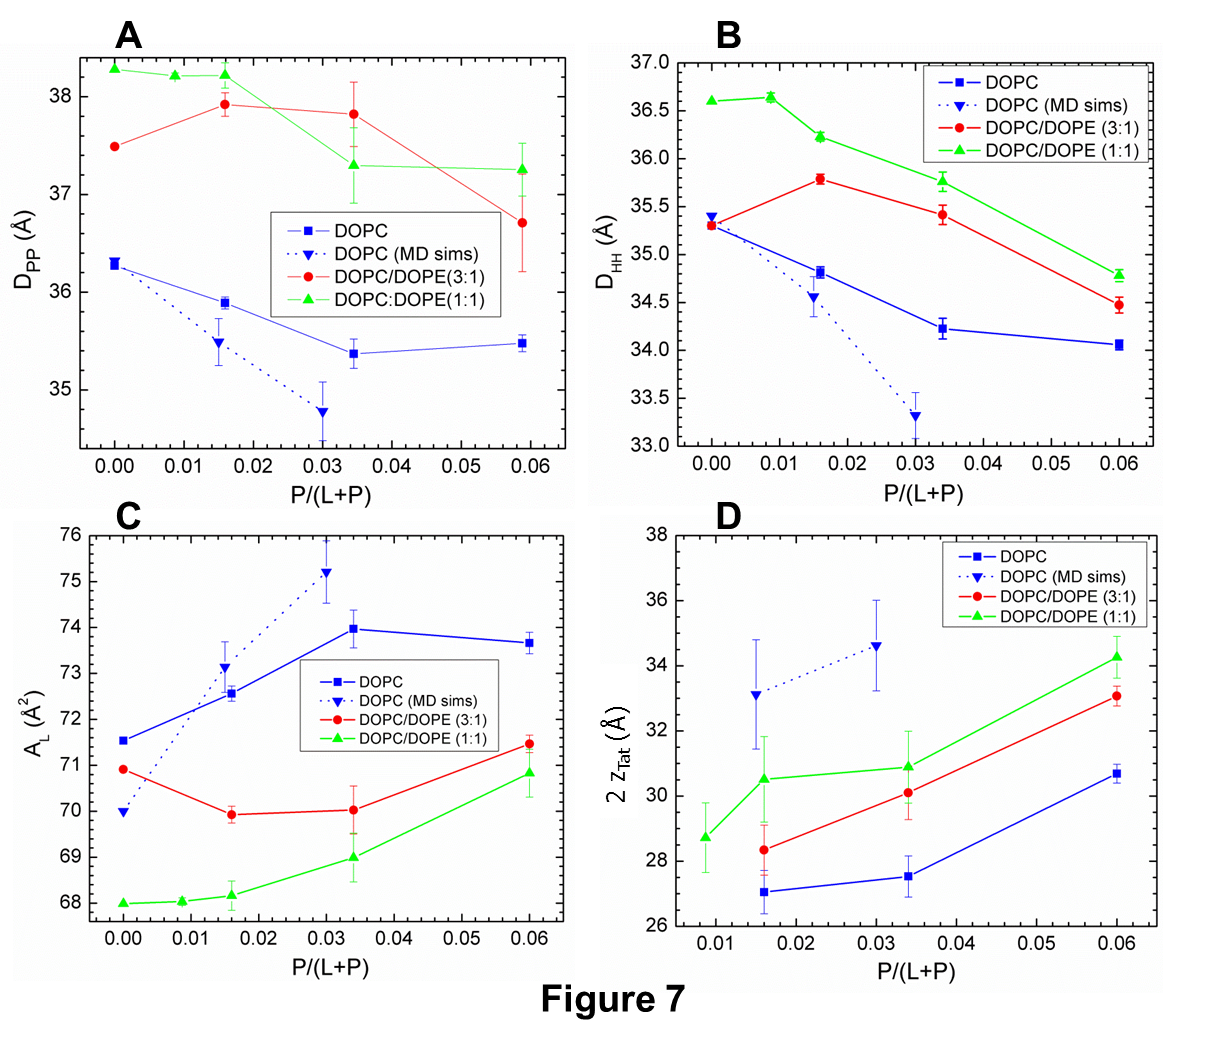 A
38
37
36
35
D_PP (Å)
DOPC
DOPC (MD sims)
DOPC/DOPE(3:1)
DOPC:DOPE(1:1)
0.00 0.01 0.02 0.03 0.04 0.05 0.06
P/(L+P)
B
37.0
36.5
36.0
35.5
35.0
34.5
34.0
33.5
33.0
D_HH (Å)
DOPC
DOPC (MD sims)
DOPC/DOPE (3:1)
DOPC/DOPE (1:1)
0.00 0.01 0.02 0.03 0.04 0.05 0.06
P/(L+P)
C
76
75
74
73
72
71
70
69
68
A_L (Å²)
DOPC
DOPC (MD sims)
DOPC/DOPE (3:1)
DOPC/DOPE (1:1)
0.00 0.01 0.02 0.03 0.04 0.05 0.06
P/(L+P)
D
38
36
34
32
30
28
26
2 z_Tat (Å)
DOPC
DOPC (MD sims)
DOPC/DOPE (3:1)
DOPC/DOPE (1:1)
0.01 0.02 0.03 0.04 0.05 0.06
P/(L+P)
Figure 7